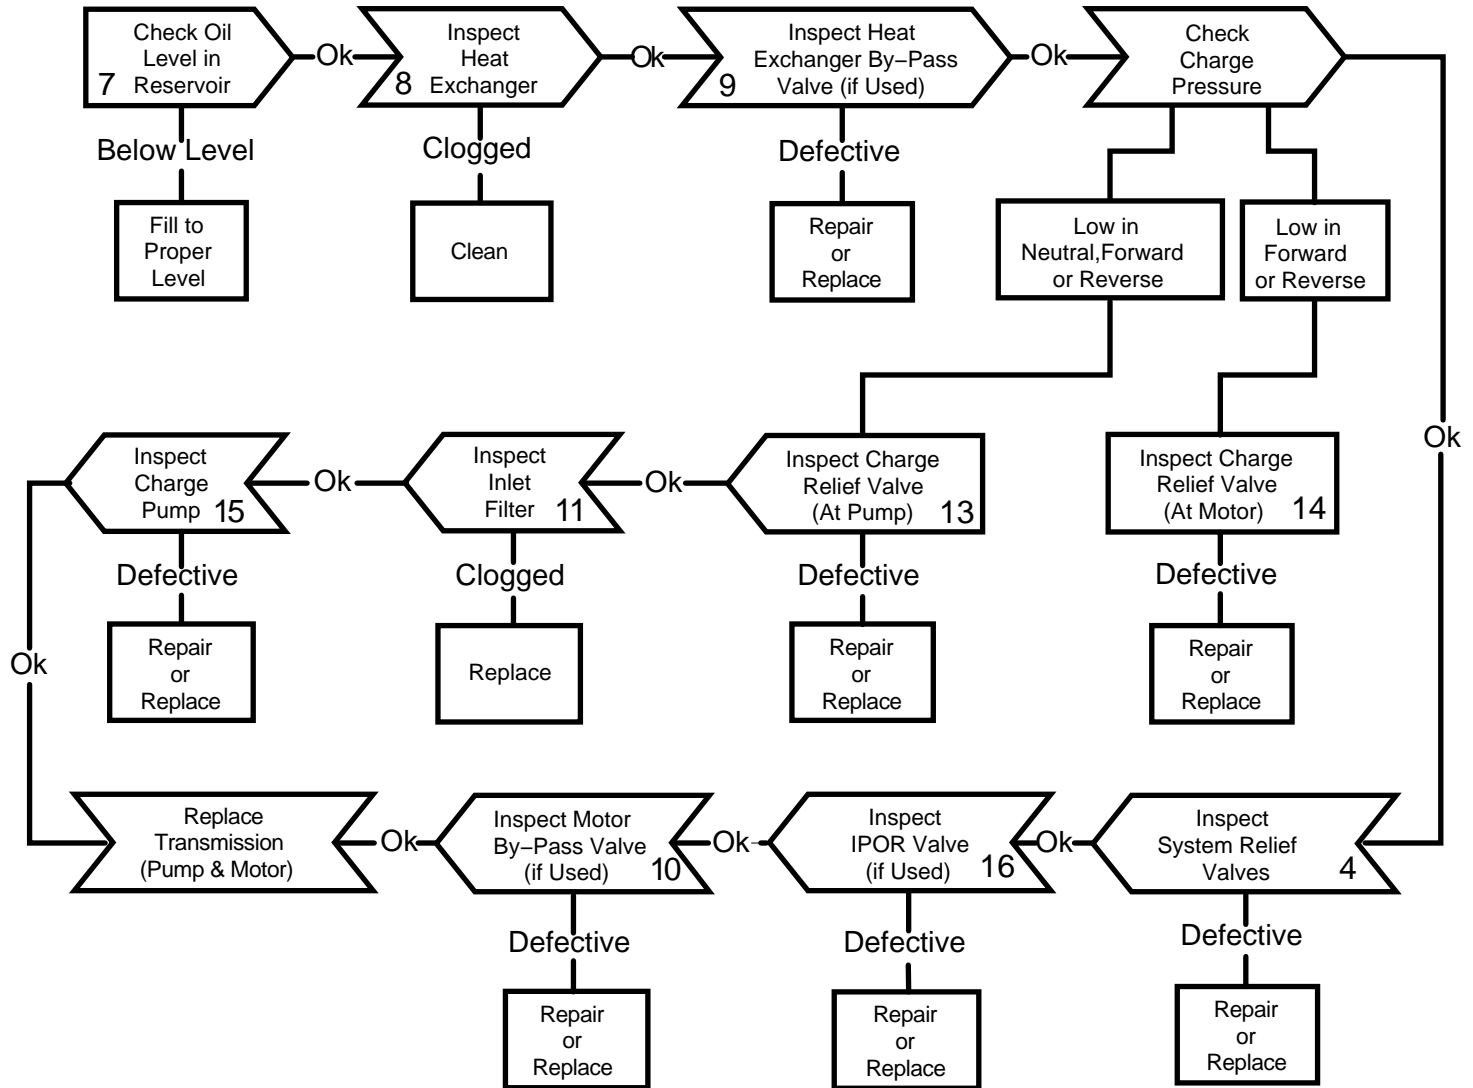 Check Oil
Level in
Reservoir
7
Ok
Inspect
Heat
Exchanger
8
Ok
Inspect Heat
Exchanger By-Pass
Valve (if Used)
9
Ok
Check
Charge
Pressure
Below Level
Clogged
Defective
Fill to
Proper
Level
Clean
Repair
or
Replace
Low in
Neutral,Forward
or Reverse
Low in
Forward
or Reverse
Ok
Inspect
Charge
Pump
15
Ok
Inspect
Inlet
Filter
11
Ok
Inspect Charge
Relief Valve
(At Pump)
13
Inspect Charge
Relief Valve
(At Motor)
14
Defective
Clogged
Defective
Defective
Ok
Repair
or
Replace
Replace
Repair
or
Replace
Repair
or
Replace
Replace
Transmission
(Pump & Motor)
Ok
Inspect Motor
By-Pass Valve
(if Used)
10
Ok
Inspect
IPOR Valve
(if Used)
16
Ok
Inspect
System Relief
Valves
4
Defective
Defective
Defective
Repair
or
Replace
Repair
or
Replace
Repair
or
Replace